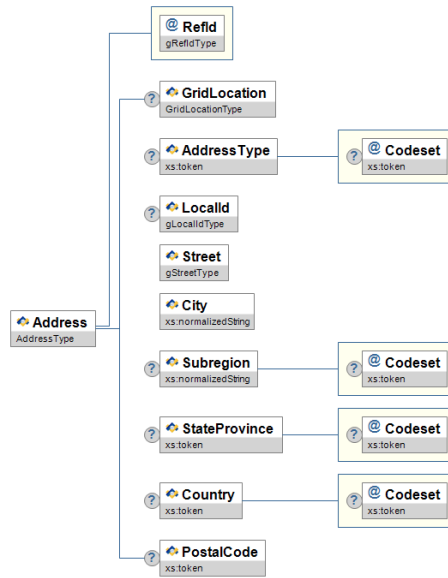 @ RefId
gRefIdType
? GridLocation
GridLocationType
? AddressType
xs:token
? @ Codeset
xs:token
? LocalId
gLocalIdType
Street
gStreetType
City
xs:normalizedString
Address
AddressType
? Subregion
xs:normalizedString
? @ Codeset
xs:token
? StateProvince
xs:token
? @ Codeset
xs:token
? Country
xs:token
? @ Codeset
xs:token
? PostalCode
xs:token